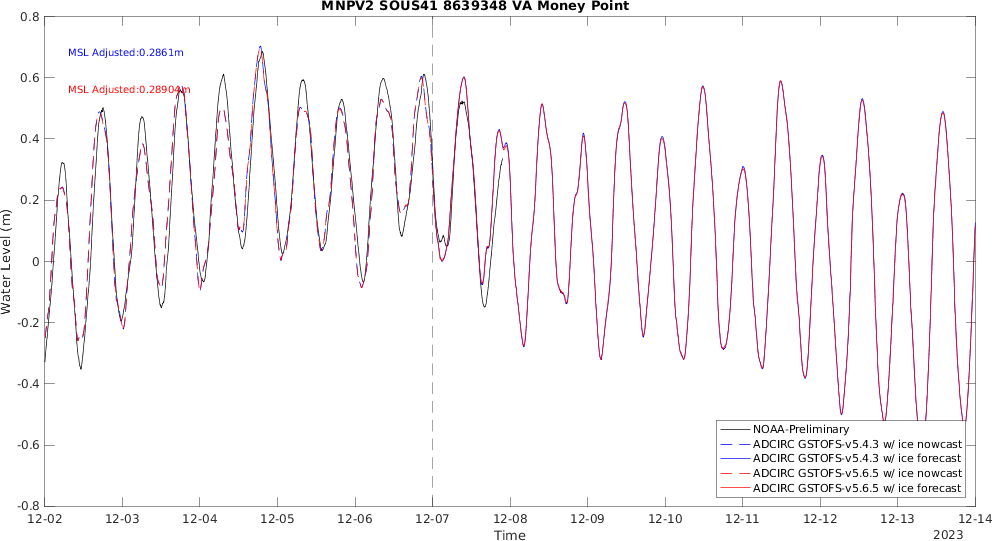 MNPV2 SOUS41 8639348 VA Money Point
MSL Adjusted:0.2861m
MSL Adjusted:0.28904m
Water Level (m)
0.8
0.6
0.4
0.2
0
-0.2
-0.4
-0.6
-0.8
NOAA-Preliminary
ADCIRC GSTOFS-v5.4.3 w/ ice nowcast
ADCIRC GSTOFS-v5.4.3 w/ ice forecast
ADCIRC GSTOFS-v5.6.5 w/ ice nowcast
ADCIRC GSTOFS-v5.6.5 w/ ice forecast
12-02 12-03 12-04 12-05 12-06 12-07 12-08 12-09 12-10 12-11 12-12 12-13 12-14
Time
2023